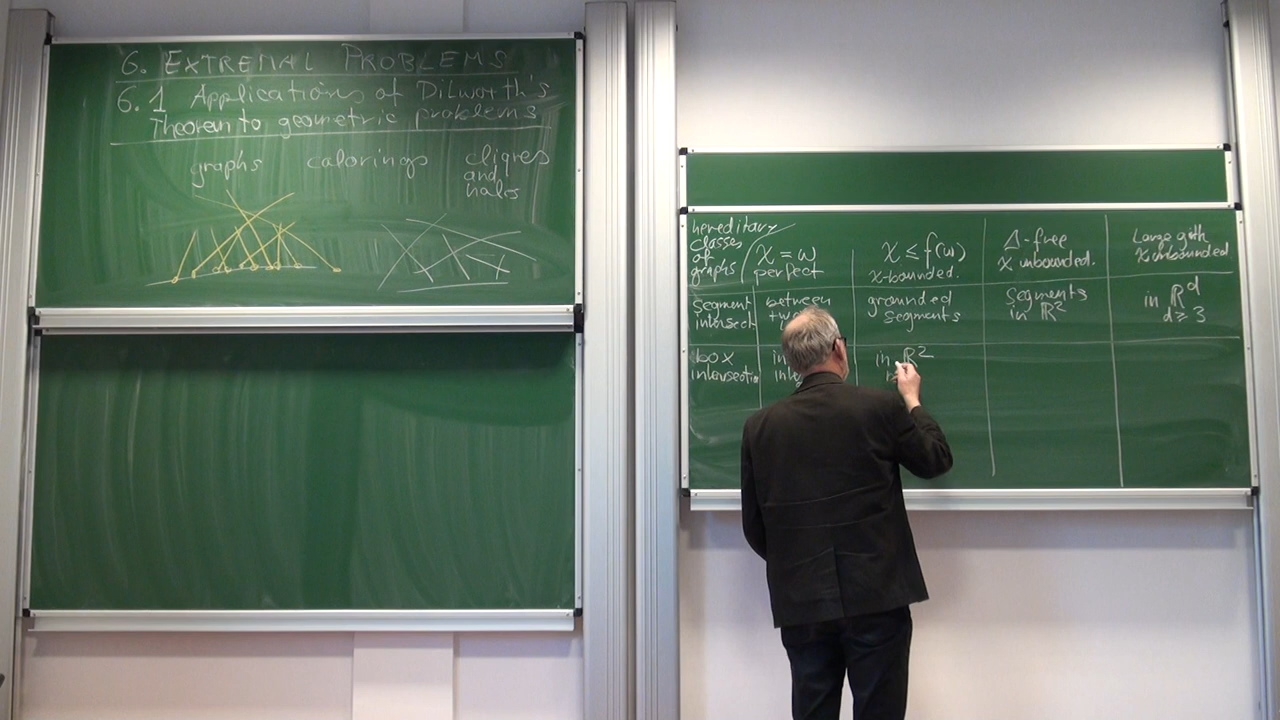 6. EXTREMAL PROBLEMS
6.1 Applications of Dilworth's
Theorem to geometric problems
graphs colorings cliques
and
holes
hereditary
classes
of
graphs
χ = ω
perfect
χ ≤ f(ω)
χ-bounded.
Δ-free
χ unbounded.
Large girth
χ unbounded
segment
intersect
between
grounded
segments
segments
in ℝ²
in ℝᵈ
d ≥ 3
box
intersectio
in ℝ²